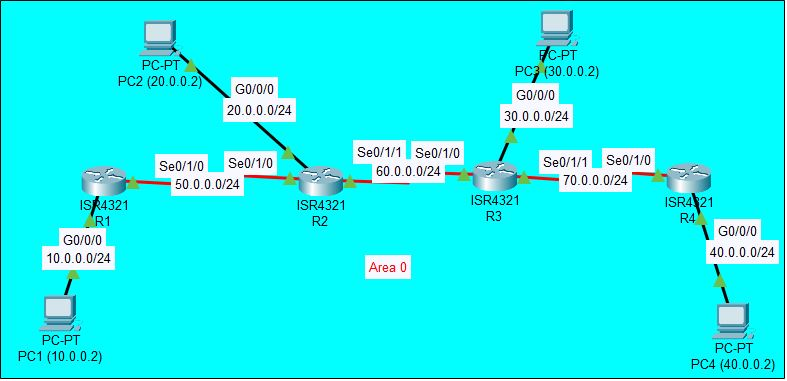 PC-PT
PC2 (20.0.0.2)
PC-PT
PC3 (30.0.0.2)
G0/0/0
20.0.0.0/24
G0/0/0
30.0.0.0/24
Se0/1/0
Se0/1/0
50.0.0.0/24
Se0/1/1
Se0/1/0
60.0.0.0/24
Se0/1/1
Se0/1/0
70.0.0.0/24
ISR4321
R1
ISR4321
R2
ISR4321
R3
ISR4321
R4
G0/0/0
10.0.0.0/24
Area 0
G0/0/0
40.0.0.0/24
PC-PT
PC1 (10.0.0.2)
PC-PT
PC4 (40.0.0.2)